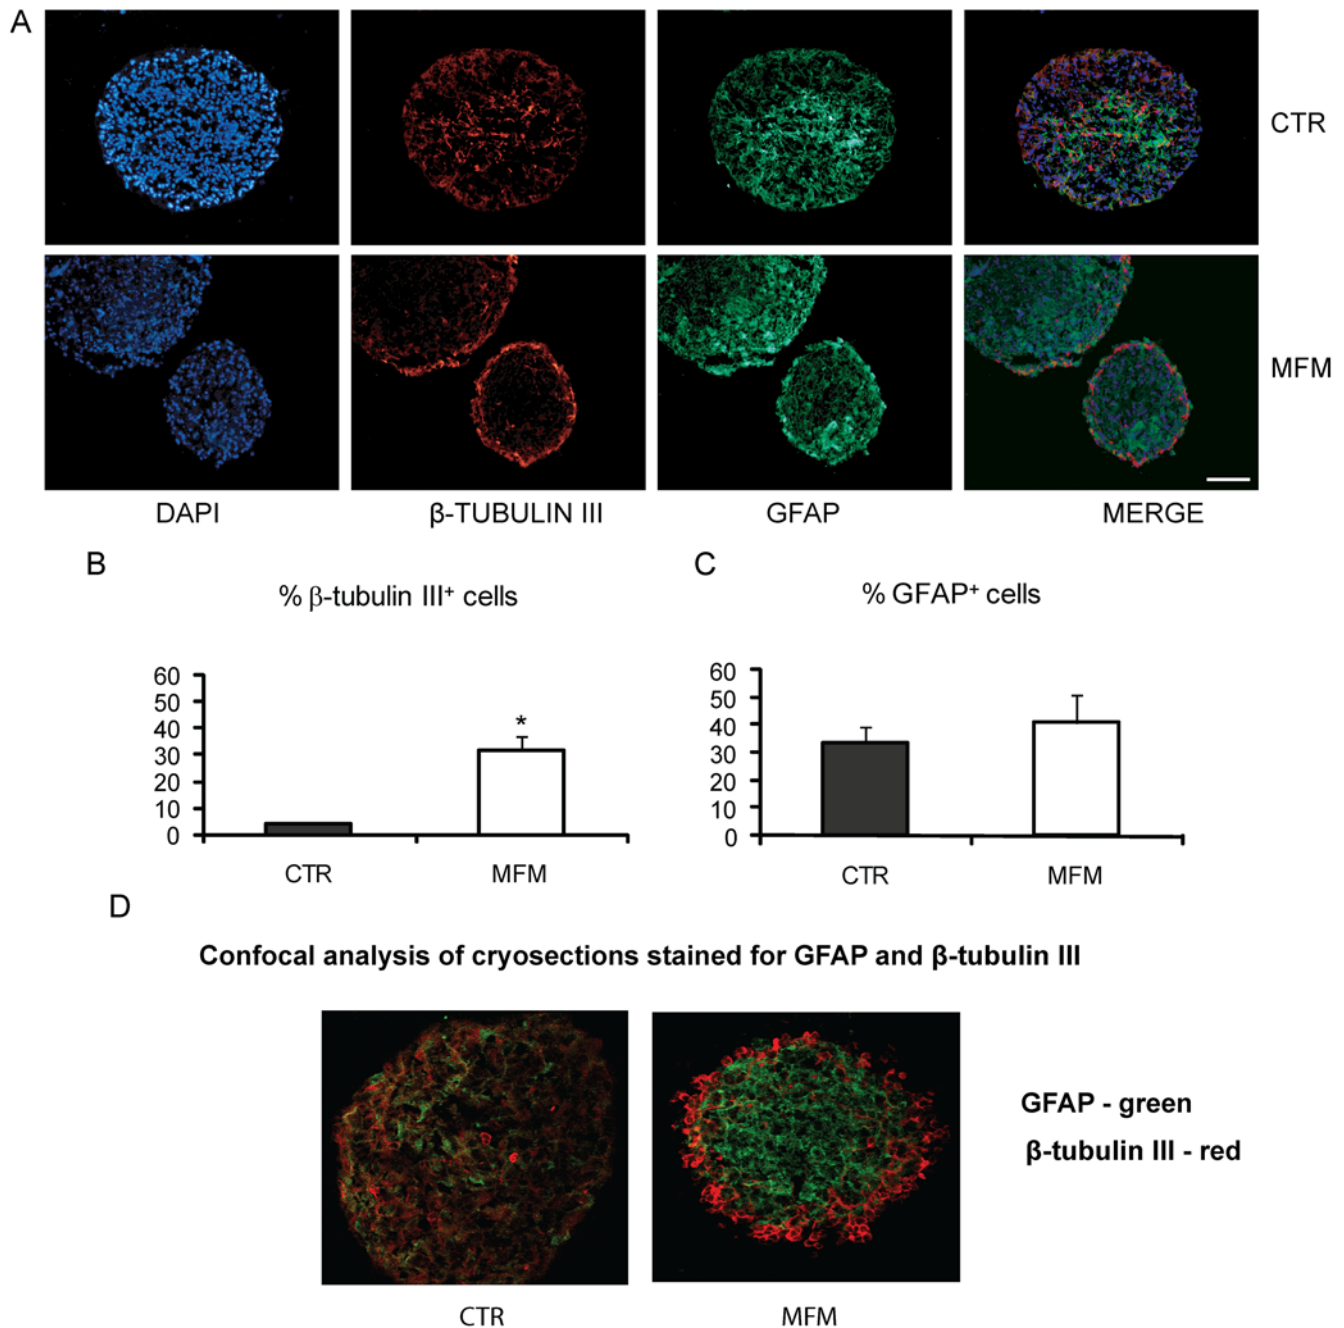 A
CTR
MFM
DAPI
β-TUBULIN III
GFAP
MERGE
B
% β-tubulin III⁺ cells
60
50
40
30
20
10
0
*
CTR
MFM
C
% GFAP⁺ cells
60
50
40
30
20
10
0
CTR
MFM
D
Confocal analysis of cryosections stained for GFAP and β-tubulin III
GFAP - green
β-tubulin III - red
CTR
MFM